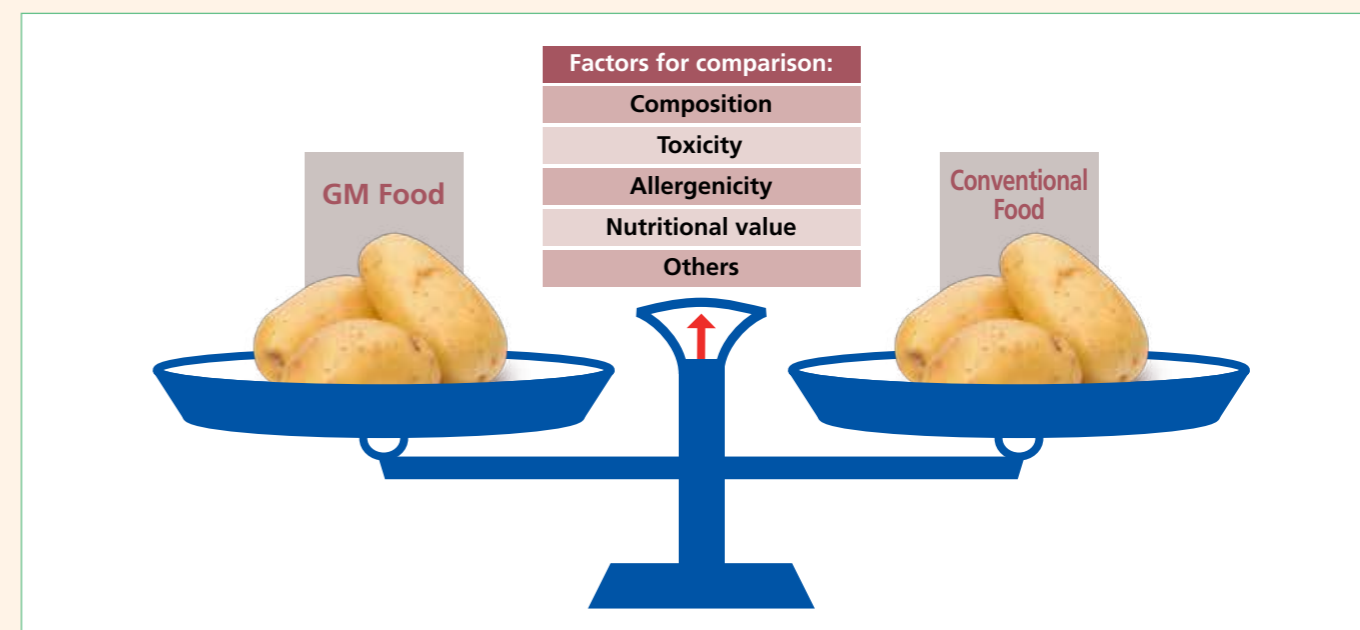 Factors for comparison:
Composition
Toxicity
Allergenicity
Nutritional value
Others
GM Food
Conventional
Food